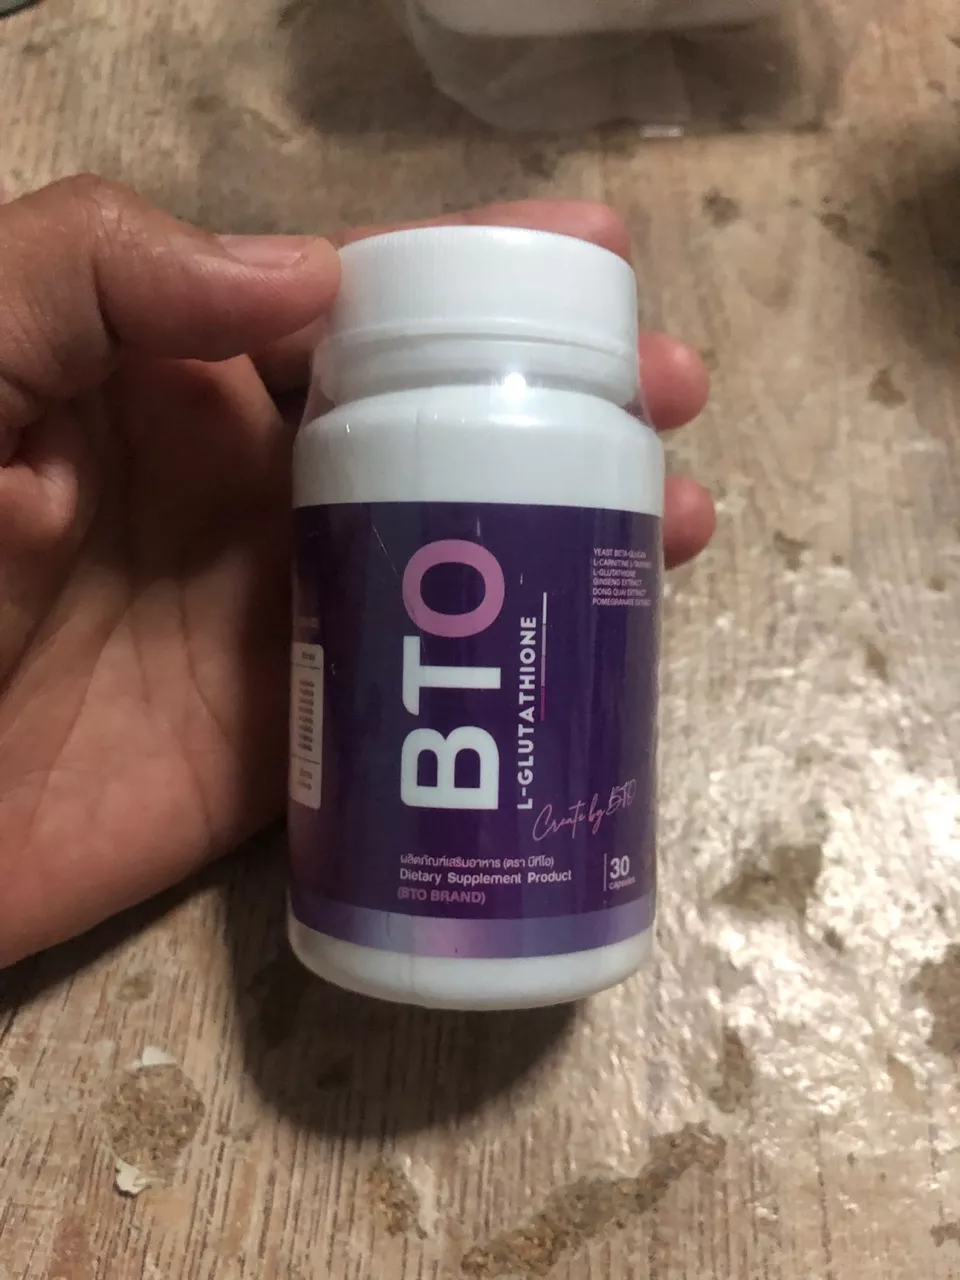 BTO
L-GLUTATHIONE
YEAST BETA-GLUCAN
L-CARNITINE L-TARTRATE
L-GLUTATHIONE
GINSENG EXTRACT
DONG QUAI EXTRACT
POMEGRANATE EXTRACT
Create by BTO
ผลิตภัณฑ์เสริมอาหาร (ตรา บีทีโอ)
Dietary Supplement Product
(BTO BRAND)
30
capsules